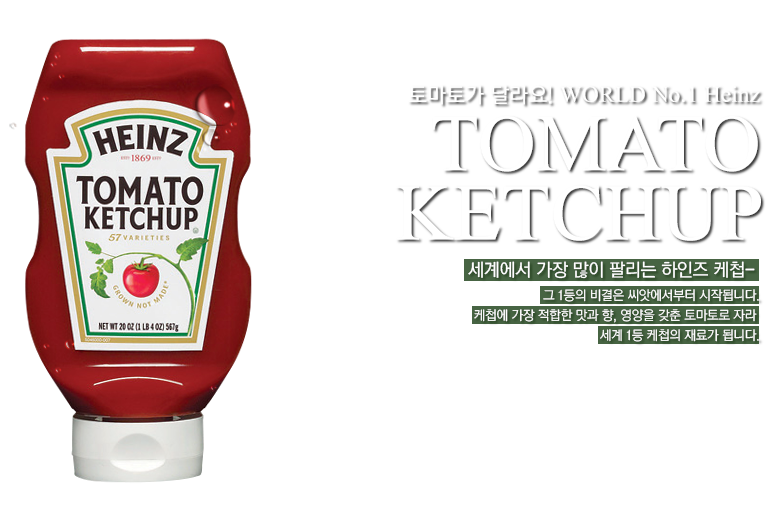 HEINZ
ESTD 1869 ESTD
TOMATO
KETCHUP
57 VARIETIES
GROWN NOT MADE
NET WT 20 OZ (1 LB 4 OZ) 567g
토마토가 달라요! WORLD No.1 Heinz
TOMATO
KETCHUP
세계에서 가장 많이 팔리는 하인즈 케첩-
그 1등의 비결은 씨앗에서부터 시작됩니다.
케첩에 가장 적합한 맛과 향, 영양을 갖춘 토마토로 자라
세계 1등 케첩의 재료가 됩니다.